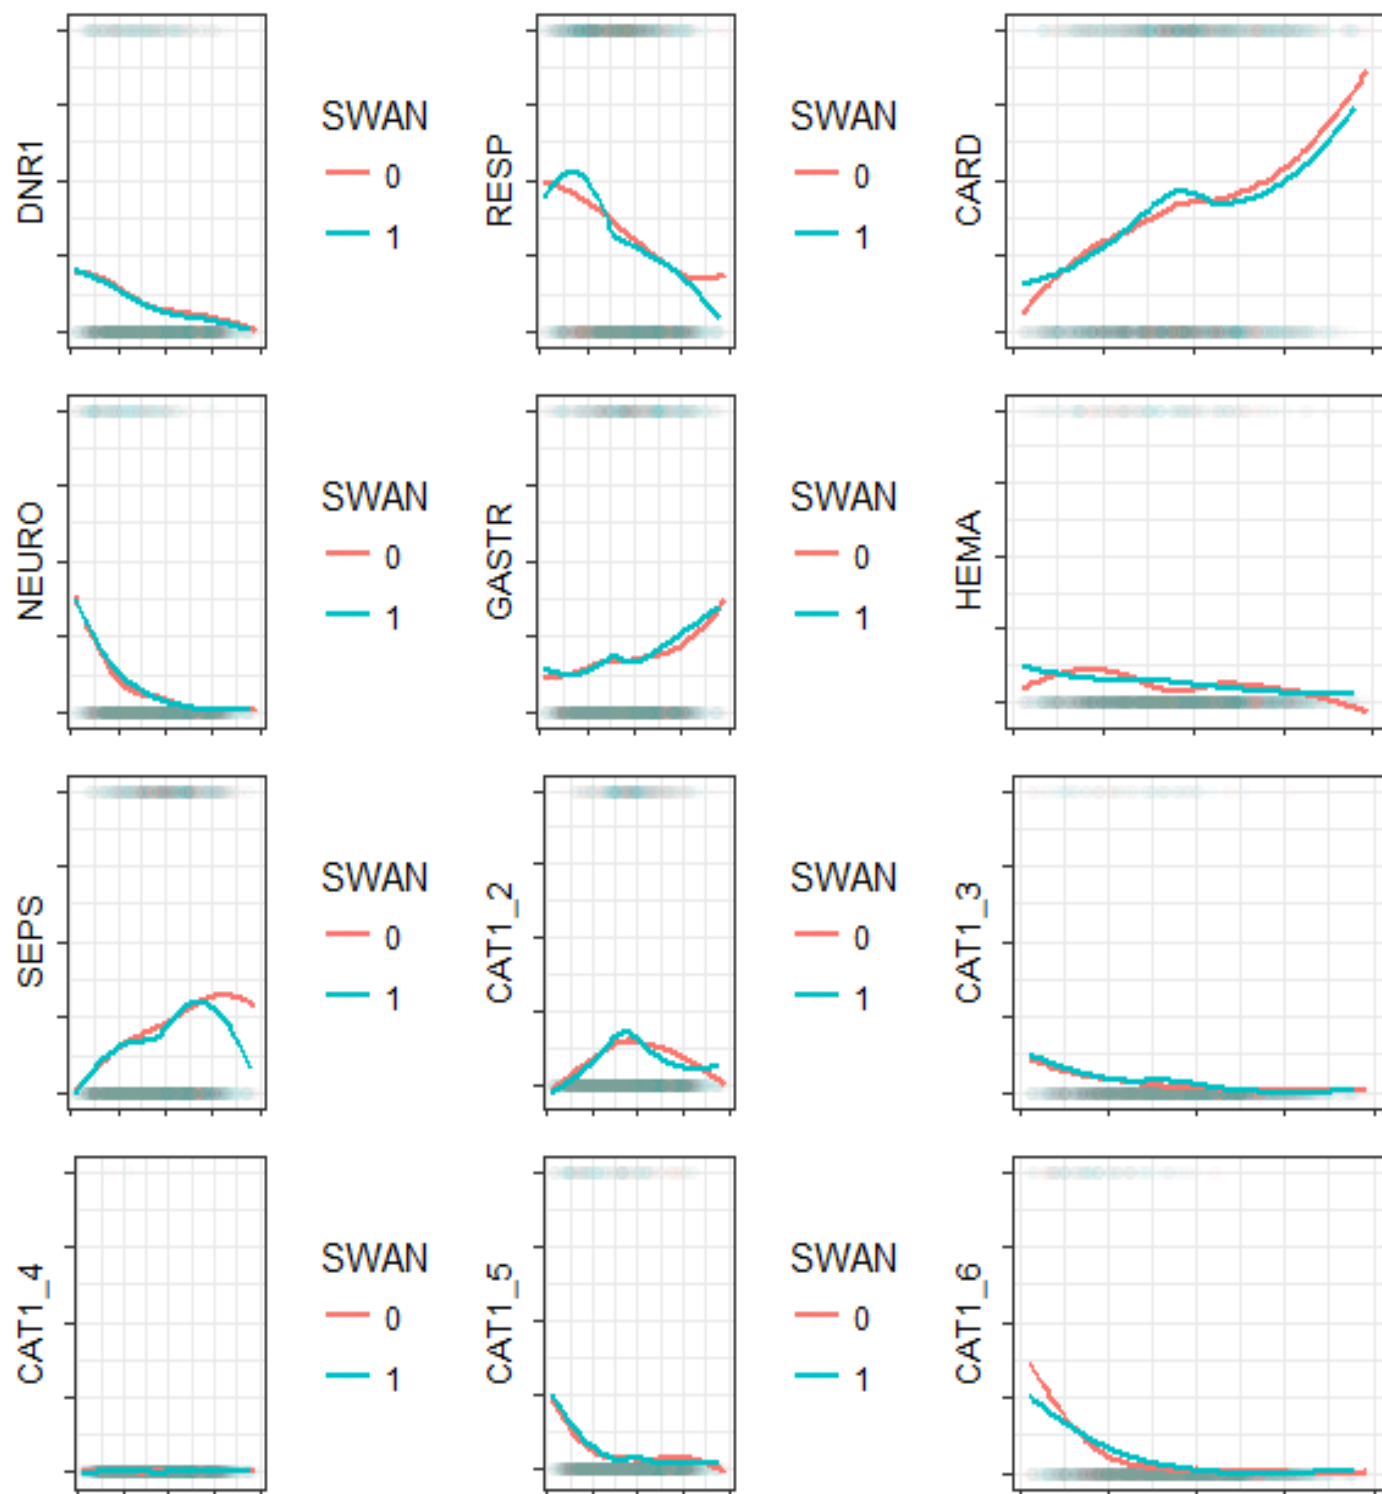 DNR1
SWAN
0
1
RESP
SWAN
0
1
CARD
NEURO
SWAN
0
1
GASTR
SWAN
0
1
HEMA
SEPS
SWAN
0
1
CAT1_2
SWAN
0
1
CAT1_3
CAT1_4
SWAN
0
1
CAT1_5
SWAN
0
1
CAT1_6